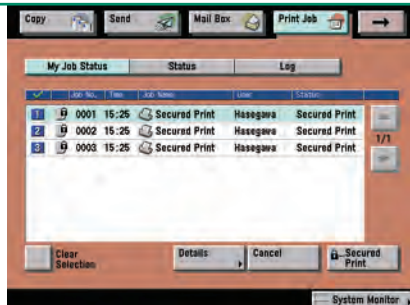 Copy Send Mail Box Print Job
My Job Status Status Log
Job No. Time Job Name User Status
1 0001 15:25 Secured Print Hasegawa Secured Print
2 0002 15:25 Secured Print Hasegawa Secured Print
3 0003 15:25 Secured Print Hasegawa Secured Print
1/1
Clear Selection Details Cancel Secured Print
System Monitor